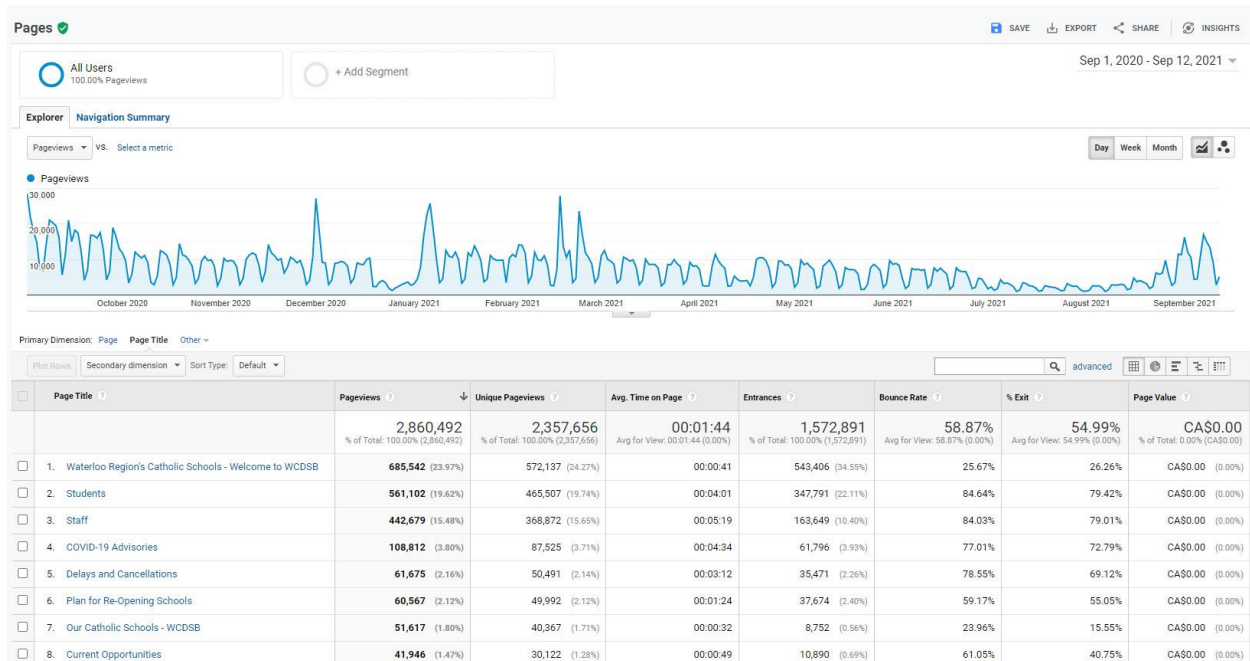 Pages
SAVE EXPORT SHARE INSIGHTS
All Users
100.00% Pageviews
+ Add Segment
Sep 1, 2020 - Sep 12, 2021
Explorer Navigation Summary
Pageviews VS. Select a metric
Day Week Month
Pageviews
30,000
20,000
10,000
October 2020 November 2020 December 2020 January 2021 February 2021 March 2021 April 2021 May 2021 June 2021 July 2021 August 2021 September 2021
Primary Dimension: Page Page Title Other
Plot Rows Secondary dimension Sort Type: Default advanced
Page Title Pageviews Unique Pageviews Avg. Time on Page Entrances Bounce Rate % Exit Page Value
2,860,492 2,357,656 00:01:44 1,572,891 58.87% 54.99% CA$0.00
% of Total: 100.00% (2,860,492) % of Total: 100.00% (2,357,656) Avg for View: 00:01:44 (0.00%) % of Total: 100.00% (1,572,891) Avg for View: 58.87% (0.00%) Avg for View: 54.99% (0.00%) % of Total: 0.00% (CA$0.00)
1. Waterloo Region's Catholic Schools - Welcome to WCDSB 685,542 (23.97%) 572,137 (24.27%) 00:00:41 543,406 (34.55%) 25.67% 26.26% CA$0.00 (0.00%)
2. Students 561,102 (19.62%) 465,507 (19.74%) 00:04:01 347,791 (22.11%) 84.64% 79.42% CA$0.00 (0.00%)
3. Staff 442,679 (15.48%) 368,872 (15.65%) 00:05:19 163,649 (10.40%) 84.03% 79.01% CA$0.00 (0.00%)
4. COVID-19 Advisories 108,812 (3.80%) 87,525 (3.71%) 00:04:34 61,796 (3.93%) 77.01% 72.79% CA$0.00 (0.00%)
5. Delays and Cancellations 61,675 (2.16%) 50,491 (2.14%) 00:03:12 35,471 (2.26%) 78.55% 69.12% CA$0.00 (0.00%)
6. Plan for Re-Opening Schools 60,567 (2.12%) 49,992 (2.12%) 00:01:24 37,674 (2.40%) 59.17% 55.05% CA$0.00 (0.00%)
7. Our Catholic Schools - WCDSB 51,617 (1.80%) 40,367 (1.71%) 00:00:32 8,752 (0.56%) 23.96% 15.55% CA$0.00 (0.00%)
8. Current Opportunities 41,946 (1.47%) 30,122 (1.28%) 00:00:49 10,890 (0.69%) 61.05% 40.75% CA$0.00 (0.00%)